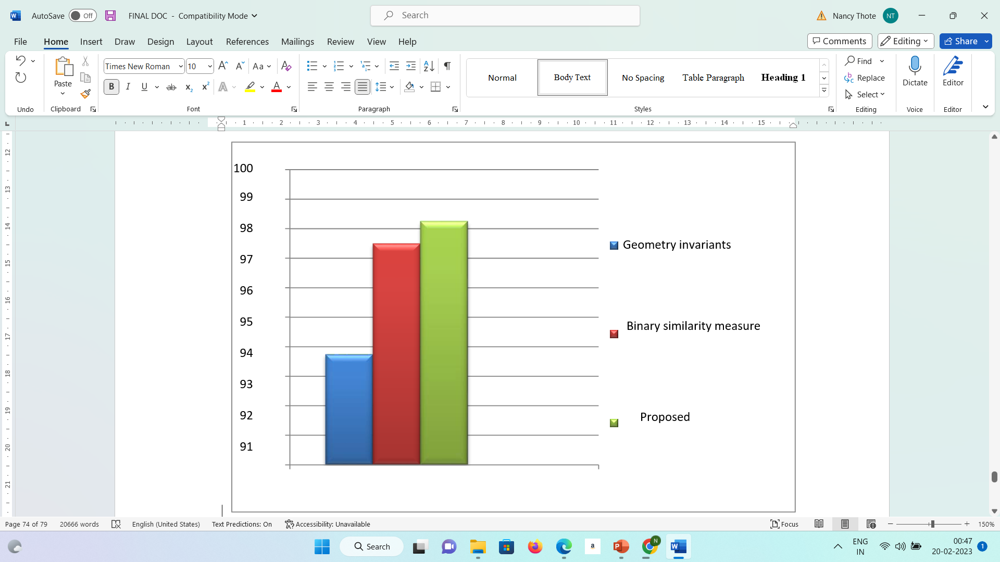 AutoSave Off FINAL DOC - Compatibility Mode Search Nancy Thote NT
File Home Insert Draw Design Layout References Mailings Review View Help Comments Editing Share
Paste
Times New Roman 10 Aa
B I U ab x2 x2 A A
Normal Body Text No Spacing Table Paragraph Heading 1
Find
Replace
Select
Dictate
Editor
Undo Clipboard Font Paragraph Styles Editing Voice Editor
1 2 3 4 5 6 7 8 9 10 11 12 13 14 15
12
13
14
15
16
17
18
19
20
21
100
99
98
97
96
95
94
93
92
91
Geometry invariants
Binary similarity measure
Proposed
Page 74 of 79 20666 words English (United States) Text Predictions: On Accessibility: Unavailable Focus 150%
Search
ENG
IN
00:47
20-02-2023
1